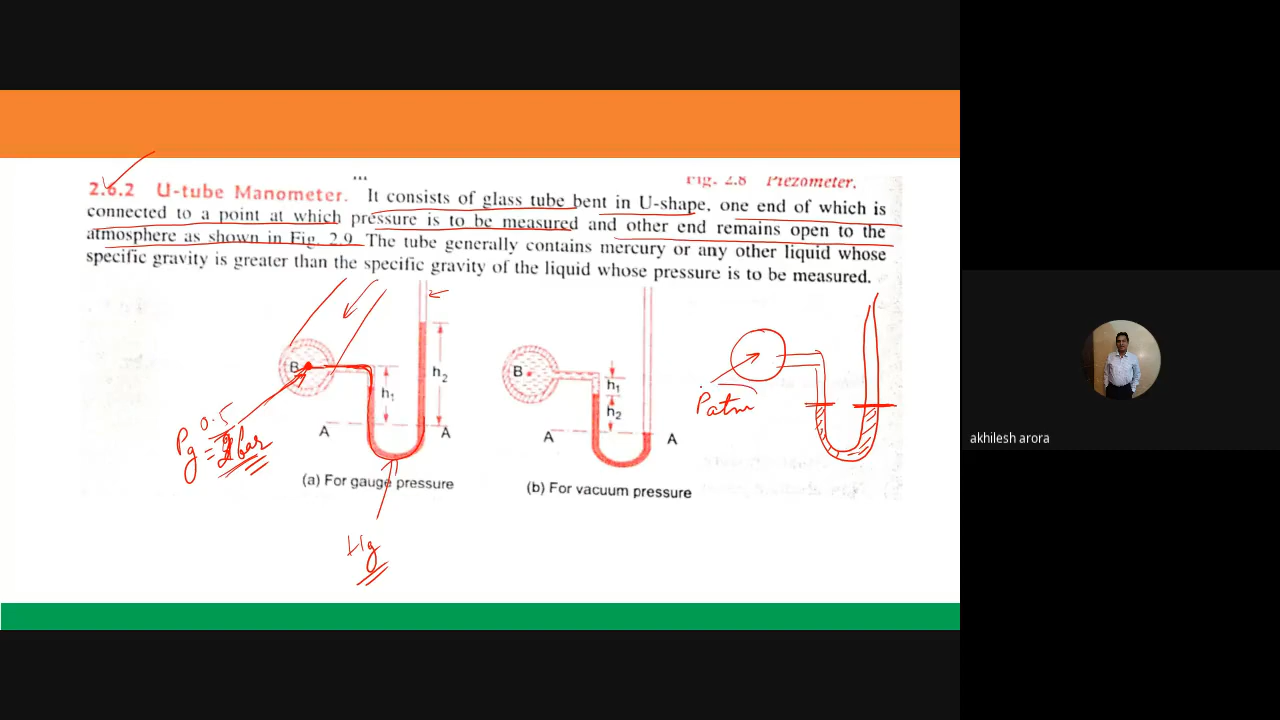 Fig. 2.8 Piezometer.
2.6.2 U-tube Manometer. It consists of glass tube bent in U-shape, one end of which is
connected to a point at which pressure is to be measured and other end remains open to the
atmosphere as shown in Fig. 2.9. The tube generally contains mercury or any other liquid whose
specific gravity is greater than the specific gravity of the liquid whose pressure is to be measured.
B
h1
h2
A
A
(a) For gauge pressure
B
h1
h2
A
A
(b) For vacuum pressure
Patm
0.5
Pg = bar
Hg
akhilesh arora